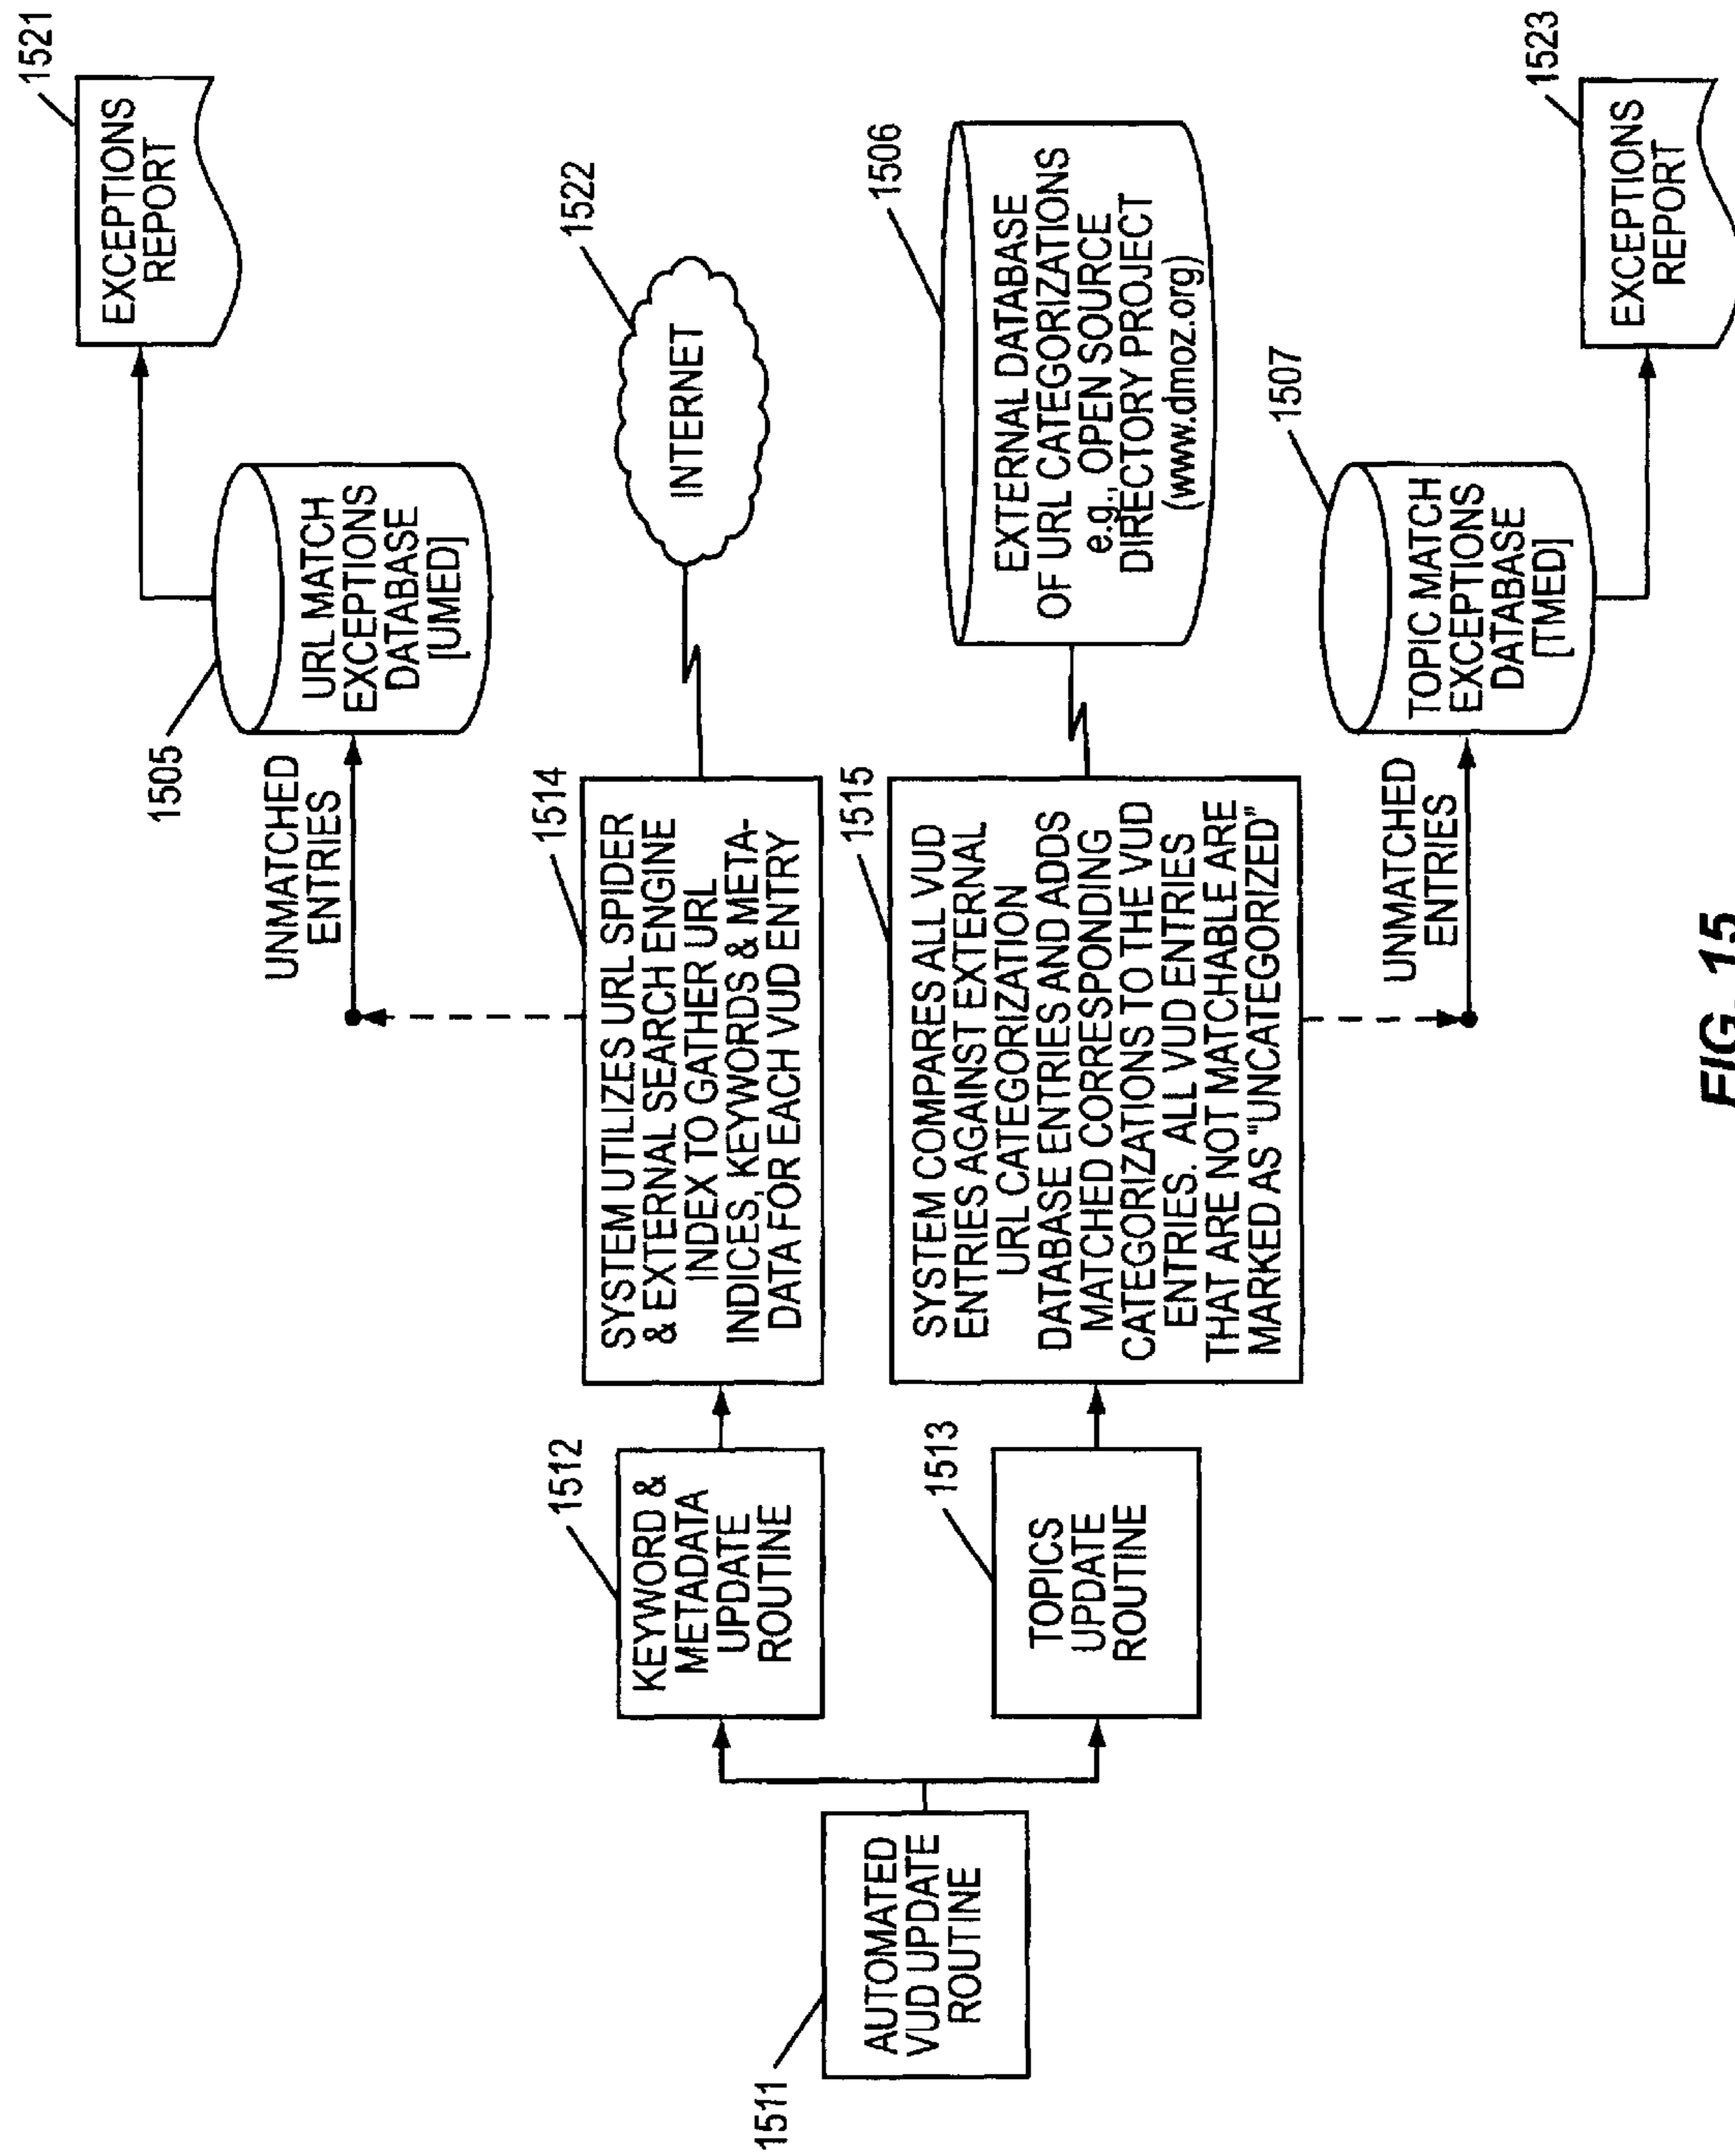 1511
AUTOMATED
VUD UPDATE
ROUTINE
1512
KEYWORD &
METADATA
UPDATE
ROUTINE
1513
TOPICS
UPDATE
ROUTINE
1514
SYSTEM UTILIZES URL SPIDER
& EXTERNAL SEARCH ENGINE
INDEX TO GATHER URL
INDICES, KEYWORDS & META-
DATA FOR EACH VUD ENTRY
1515
SYSTEM COMPARES ALL VUD
ENTRIES AGAINST EXTERNAL
URL CATEGORIZATION
DATABASE ENTRIES AND ADDS
MATCHED CORRESPONDING
CATEGORIZATIONS TO THE VUD
ENTRIES. ALL VUD ENTRIES
THAT ARE NOT MATCHABLE ARE
MARKED AS “UNCATEGORIZED”
UNMATCHED
ENTRIES
1505
URL MATCH
EXCEPTIONS
DATABASE
[UMED]
1521
EXCEPTIONS
REPORT
1522
INTERNET
1506
EXTERNAL DATABASE
OF URL CATEGORIZATIONS
e.g., OPEN SOURCE
DIRECTORY PROJECT
(www.dmoz.org)
UNMATCHED
ENTRIES
1507
TOPIC MATCH
EXCEPTIONS
DATABASE
[TMED]
1523
EXCEPTIONS
REPORT
FIG. 15